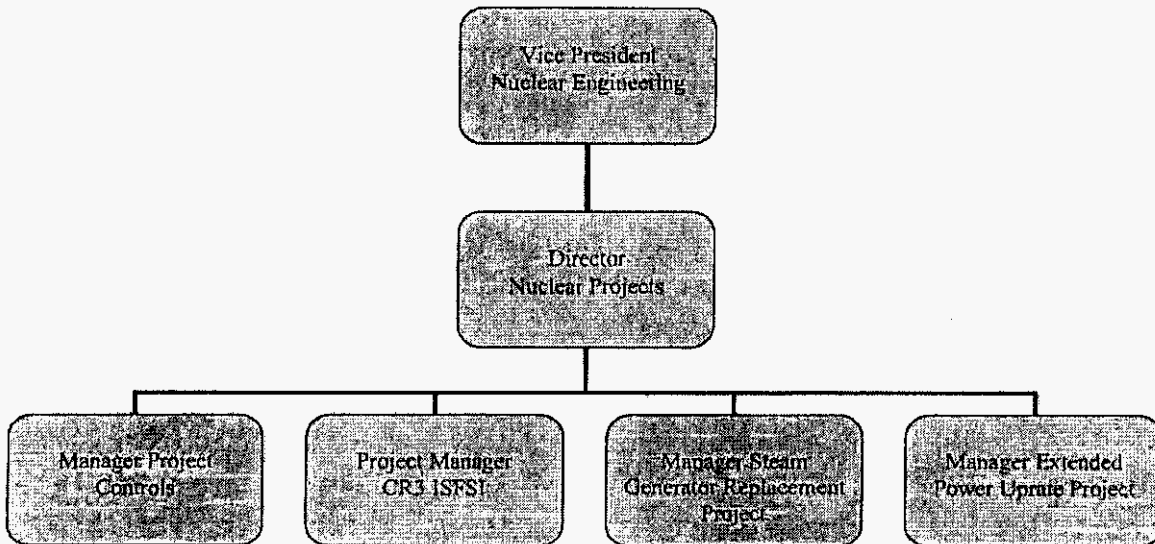 Vice President
Nuclear Engineering
Director
Nuclear Projects
Manager Project
Controls
Project Manager
CR3 ISFSI
Manager Steam
Generator Replacement
Project
Manager Extended
Power Uprate Project